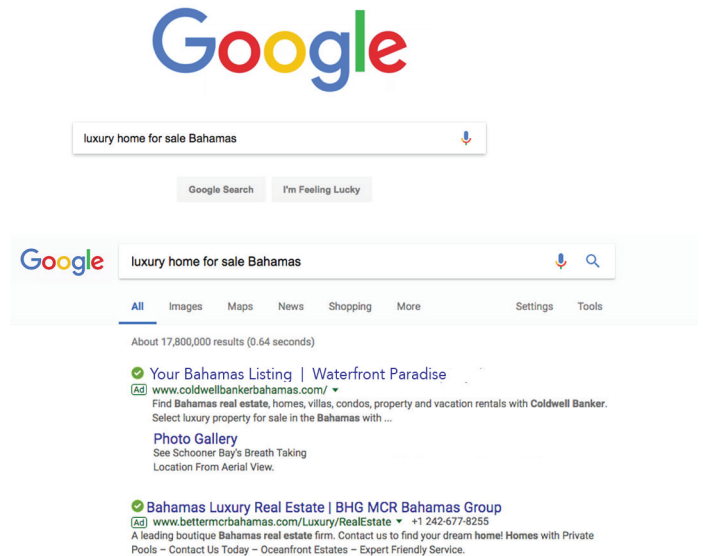 Google
luxury home for sale Bahamas
Google Search I'm Feeling Lucky
Google luxury home for sale Bahamas
All Images Maps News Shopping More Settings Tools
About 17,800,000 results (0.64 seconds)
Your Bahamas Listing | Waterfront Paradise
Ad www.coldwellbankerbahamas.com/
Find Bahamas real estate, homes, villas, condos, property and vacation rentals with Coldwell Banker.
Select luxury property for sale in the Bahamas with ...
Photo Gallery
See Schooner Bay's Breath Taking
Location From Aerial View.
Bahamas Luxury Real Estate | BHG MCR Bahamas Group
Ad www.bettermcrbahamas.com/Luxury/RealEstate +1 242-677-8255
A leading boutique Bahamas real estate firm. Contact us to find your dream home! Homes with Private
Pools – Contact Us Today – Oceanfront Estates – Expert Friendly Service.